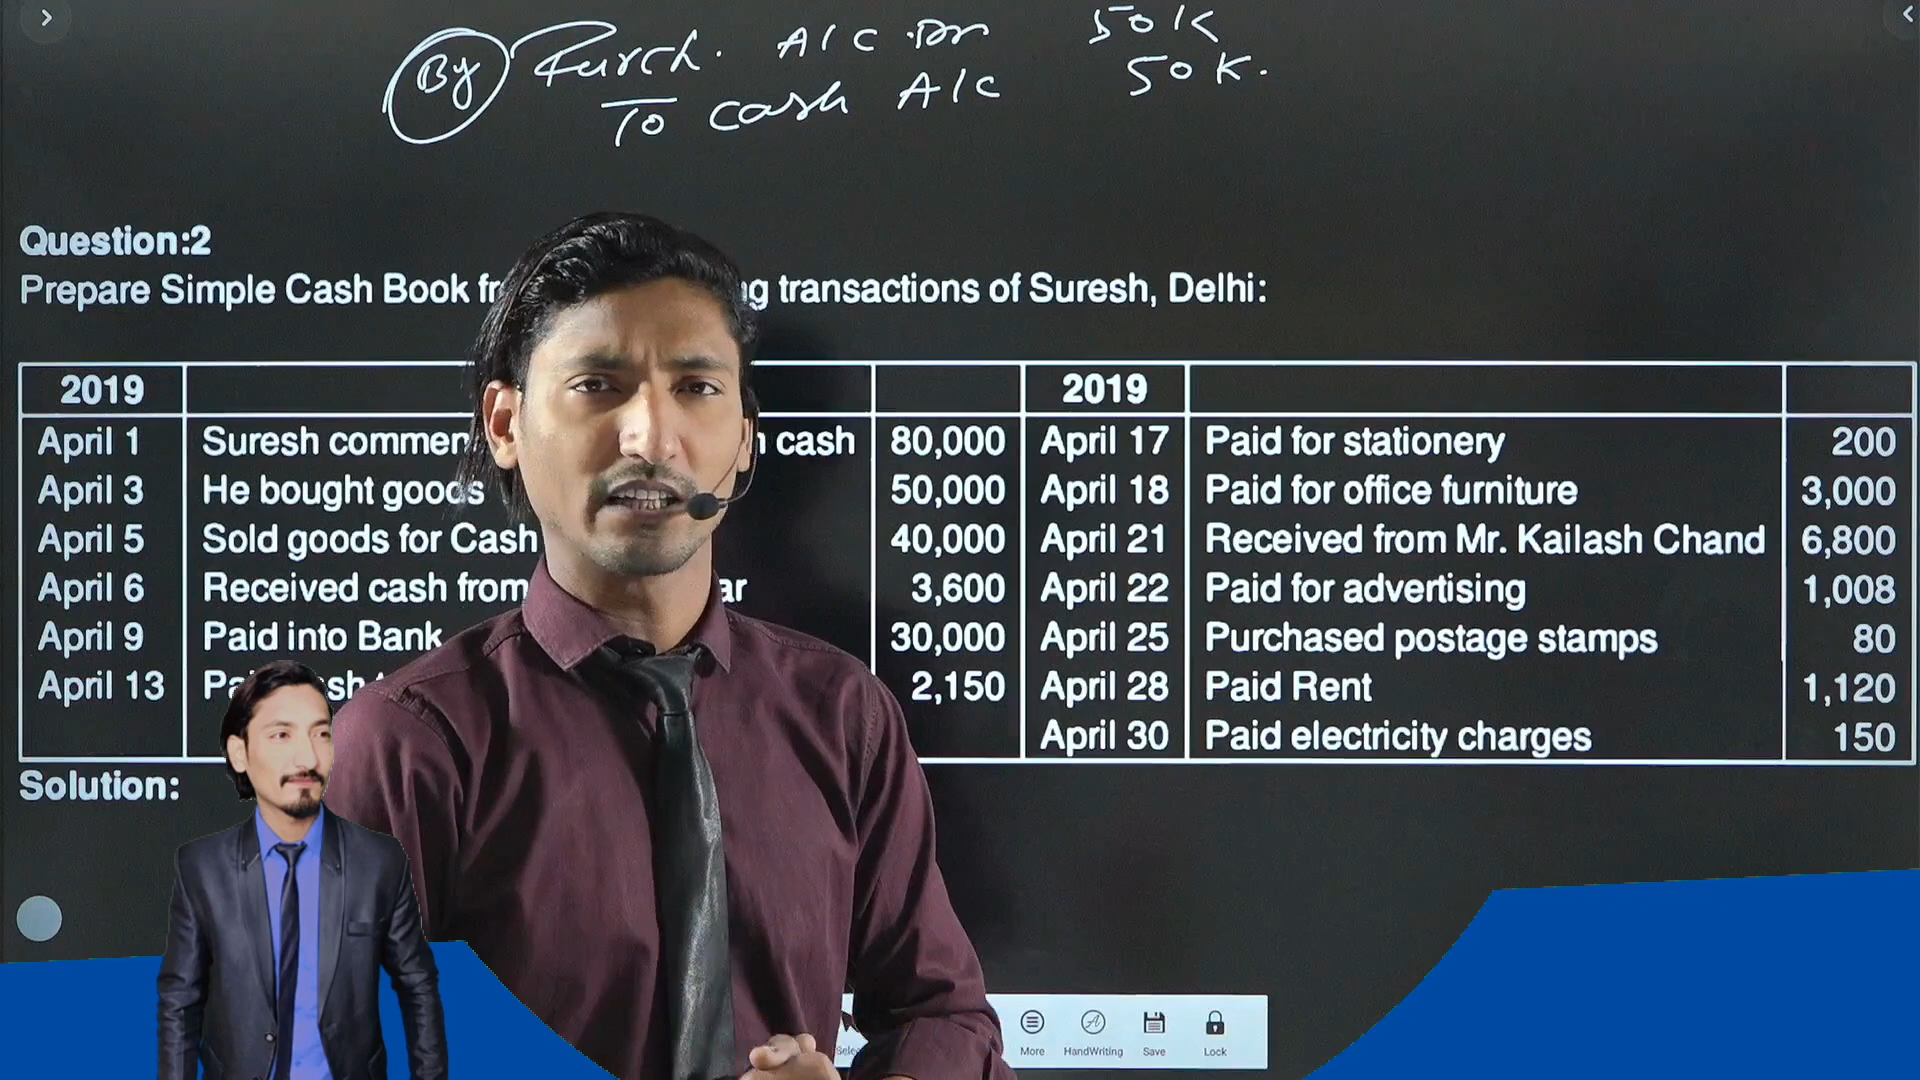 By Purch. A/C Dr 50K
To cash A/C 50K.
Question:2
Prepare Simple Cash Book transactions of Suresh, Delhi:
2019 2019
April 1 Suresh cash 80,000 April 17 Paid for stationery 200
April 3 He bought goods 50,000 April 18 Paid for office furniture 3,000
April 5 Sold goods for Cash 40,000 April 21 Received from Mr. Kailash Chand 6,800
April 6 Received cash from 3,600 April 22 Paid for advertising 1,008
April 9 Paid into Bank 30,000 April 25 Purchased postage stamps 80
April 13 2,150 April 28 Paid Rent 1,120
April 30 Paid electricity charges 150
Solution:
More HandWriting Save Lock